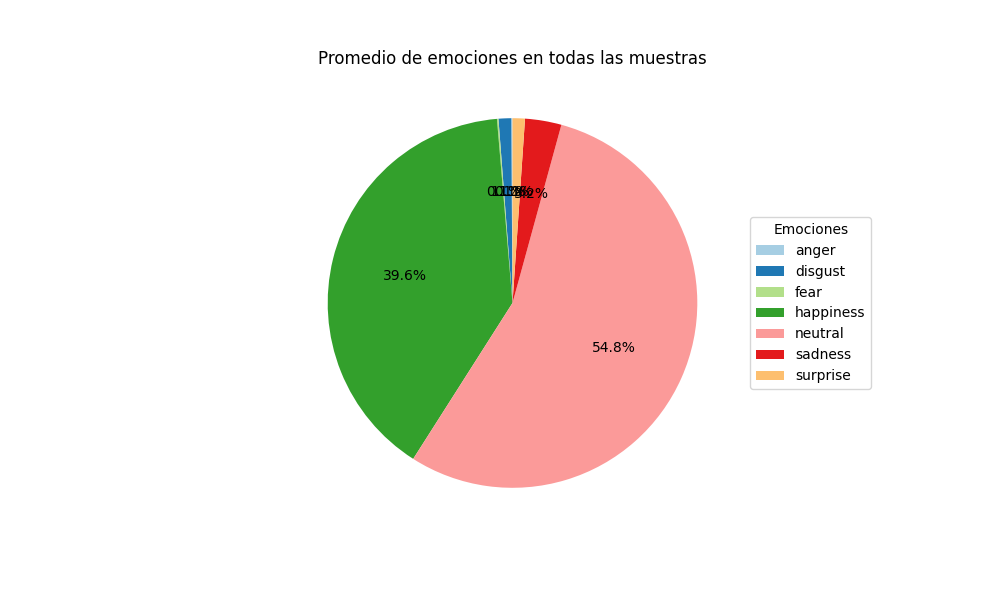 Promedio de emociones en todas las muestras
39.6%
54.8%
Emociones
anger
disgust
fear
happiness
neutral
sadness
surprise